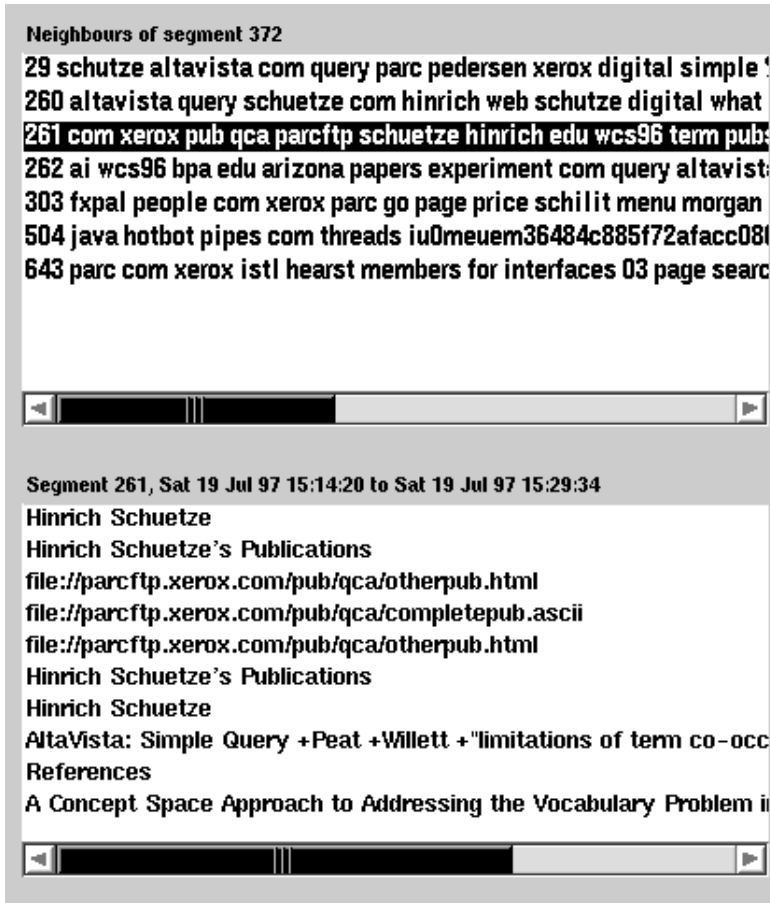 Neighbours of segment 372
29 schutze altavista com query parc pedersen xerox digital simple
260 altavista query schuetze com hinrich web schutze digital what
261 com xerox pub qca parcftp schuetze hinrich edu wcs96 term pubs
262 ai wcs96 bpa edu arizona papers experiment com query altavista
303 fxpal people com xerox parc go page price schilit menu morgan
504 java hotbot pipes com threads
643 parc com xerox istl hearst members for interfaces 03 page searc
Segment 261, Sat 19 Jul 97 15:14:20 to Sat 19 Jul 97 15:29:34
Hinrich Schuetze
Hinrich Schuetze's Publications
file://parcftp.xerox.com/pub/qca/otherpub.html
file://parcftp.xerox.com/pub/qca/completepub.ascii
file://parcftp.xerox.com/pub/qca/otherpub.html
Hinrich Schuetze's Publications
Hinrich Schuetze
AltaVista: Simple Query +Peat +Willett +"limitations of term co-occ
References
A Concept Space Approach to Addressing the Vocabulary Problem i